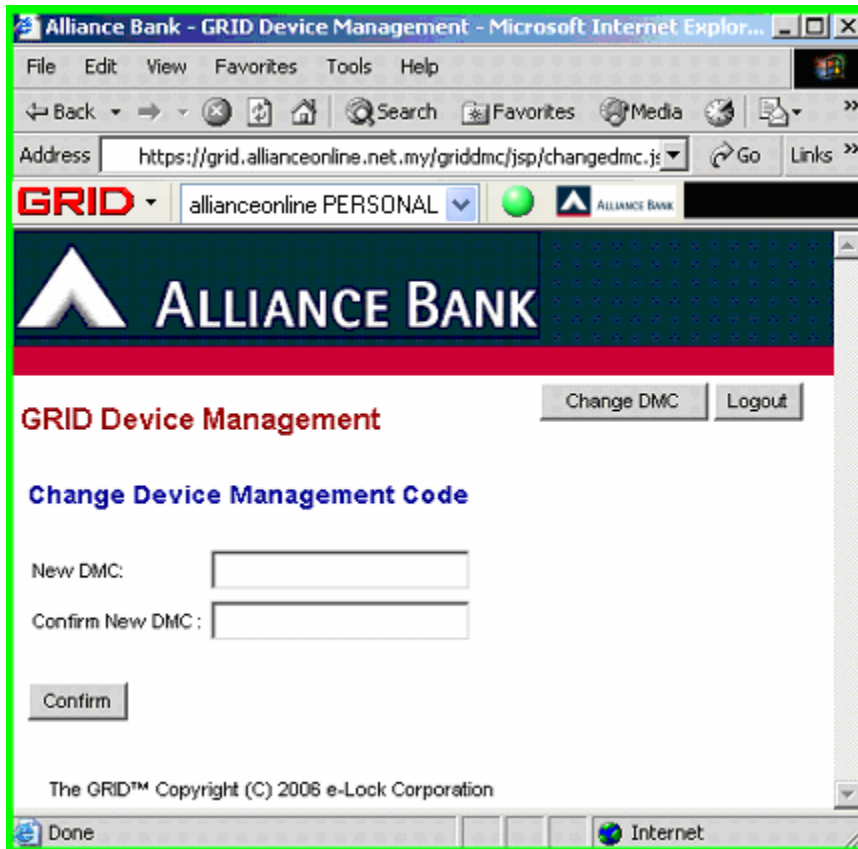 Alliance Bank - GRID Device Management - Microsoft Internet Explor...
File Edit View Favorites Tools Help
Back Search Favorites Media »
Address https://grid.allianceonline.net.my/griddmc/jsp/changedmc.js Go Links »
GRID allianceonline PERSONAL ALLIANCE BANK
ALLIANCE BANK
Change DMC Logout
GRID Device Management
Change Device Management Code
New DMC:
Confirm New DMC :
Confirm
The GRID™ Copyright (C) 2006 e-Lock Corporation
Done Internet